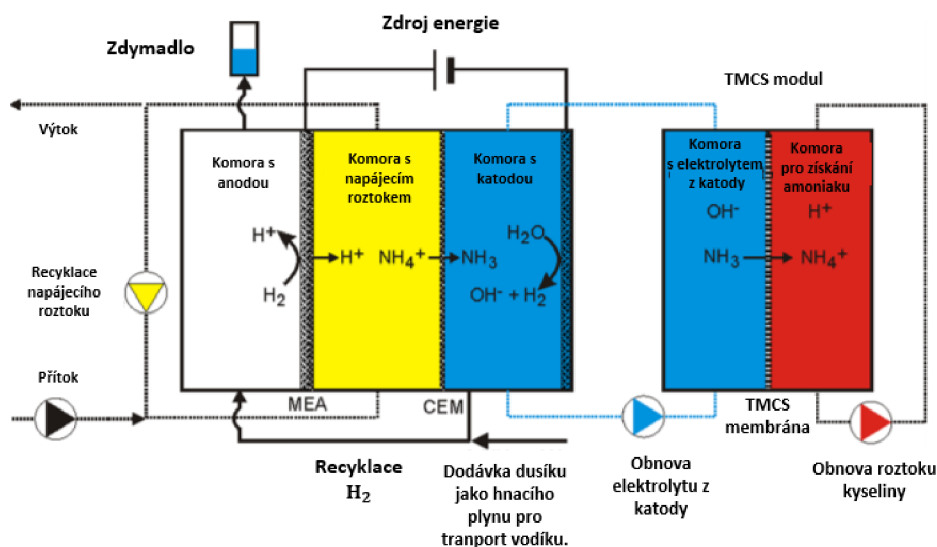 Zdroj energie
Zdymadlo
TMCS modul
Výtok
Komora s
anodou
Komora s
napájecím
roztokem
Komora s
katodou
Komora
s elektrolytem
z katody
Komora
pro získání
amoniaku
OH⁻
H⁺
H⁺
H₂
H⁺
NH₄⁺
NH₃
H₂O
OH⁻ + H₂
NH₃
NH₄⁺
Recyklace
napájecího
roztoku
Přítok
MEA
CEM
TMCS
membrána
Recyklace
H₂
Dodávka dusíku
jako hnacího
plynu pro
tranport vodíku.
Obnova
elektrolytu z
katody
Obnova roztoku
kyseliny